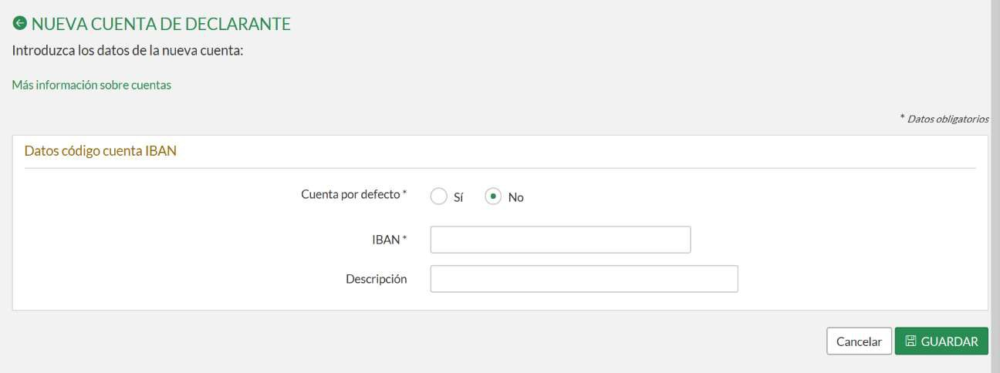 NUEVA CUENTA DE DECLARANTE
Introduzca los datos de la nueva cuenta:
Más información sobre cuentas
* Datos obligatorios
Datos código cuenta IBAN
Cuenta por defecto * Sí No
IBAN *
Descripción
Cancelar GUARDAR